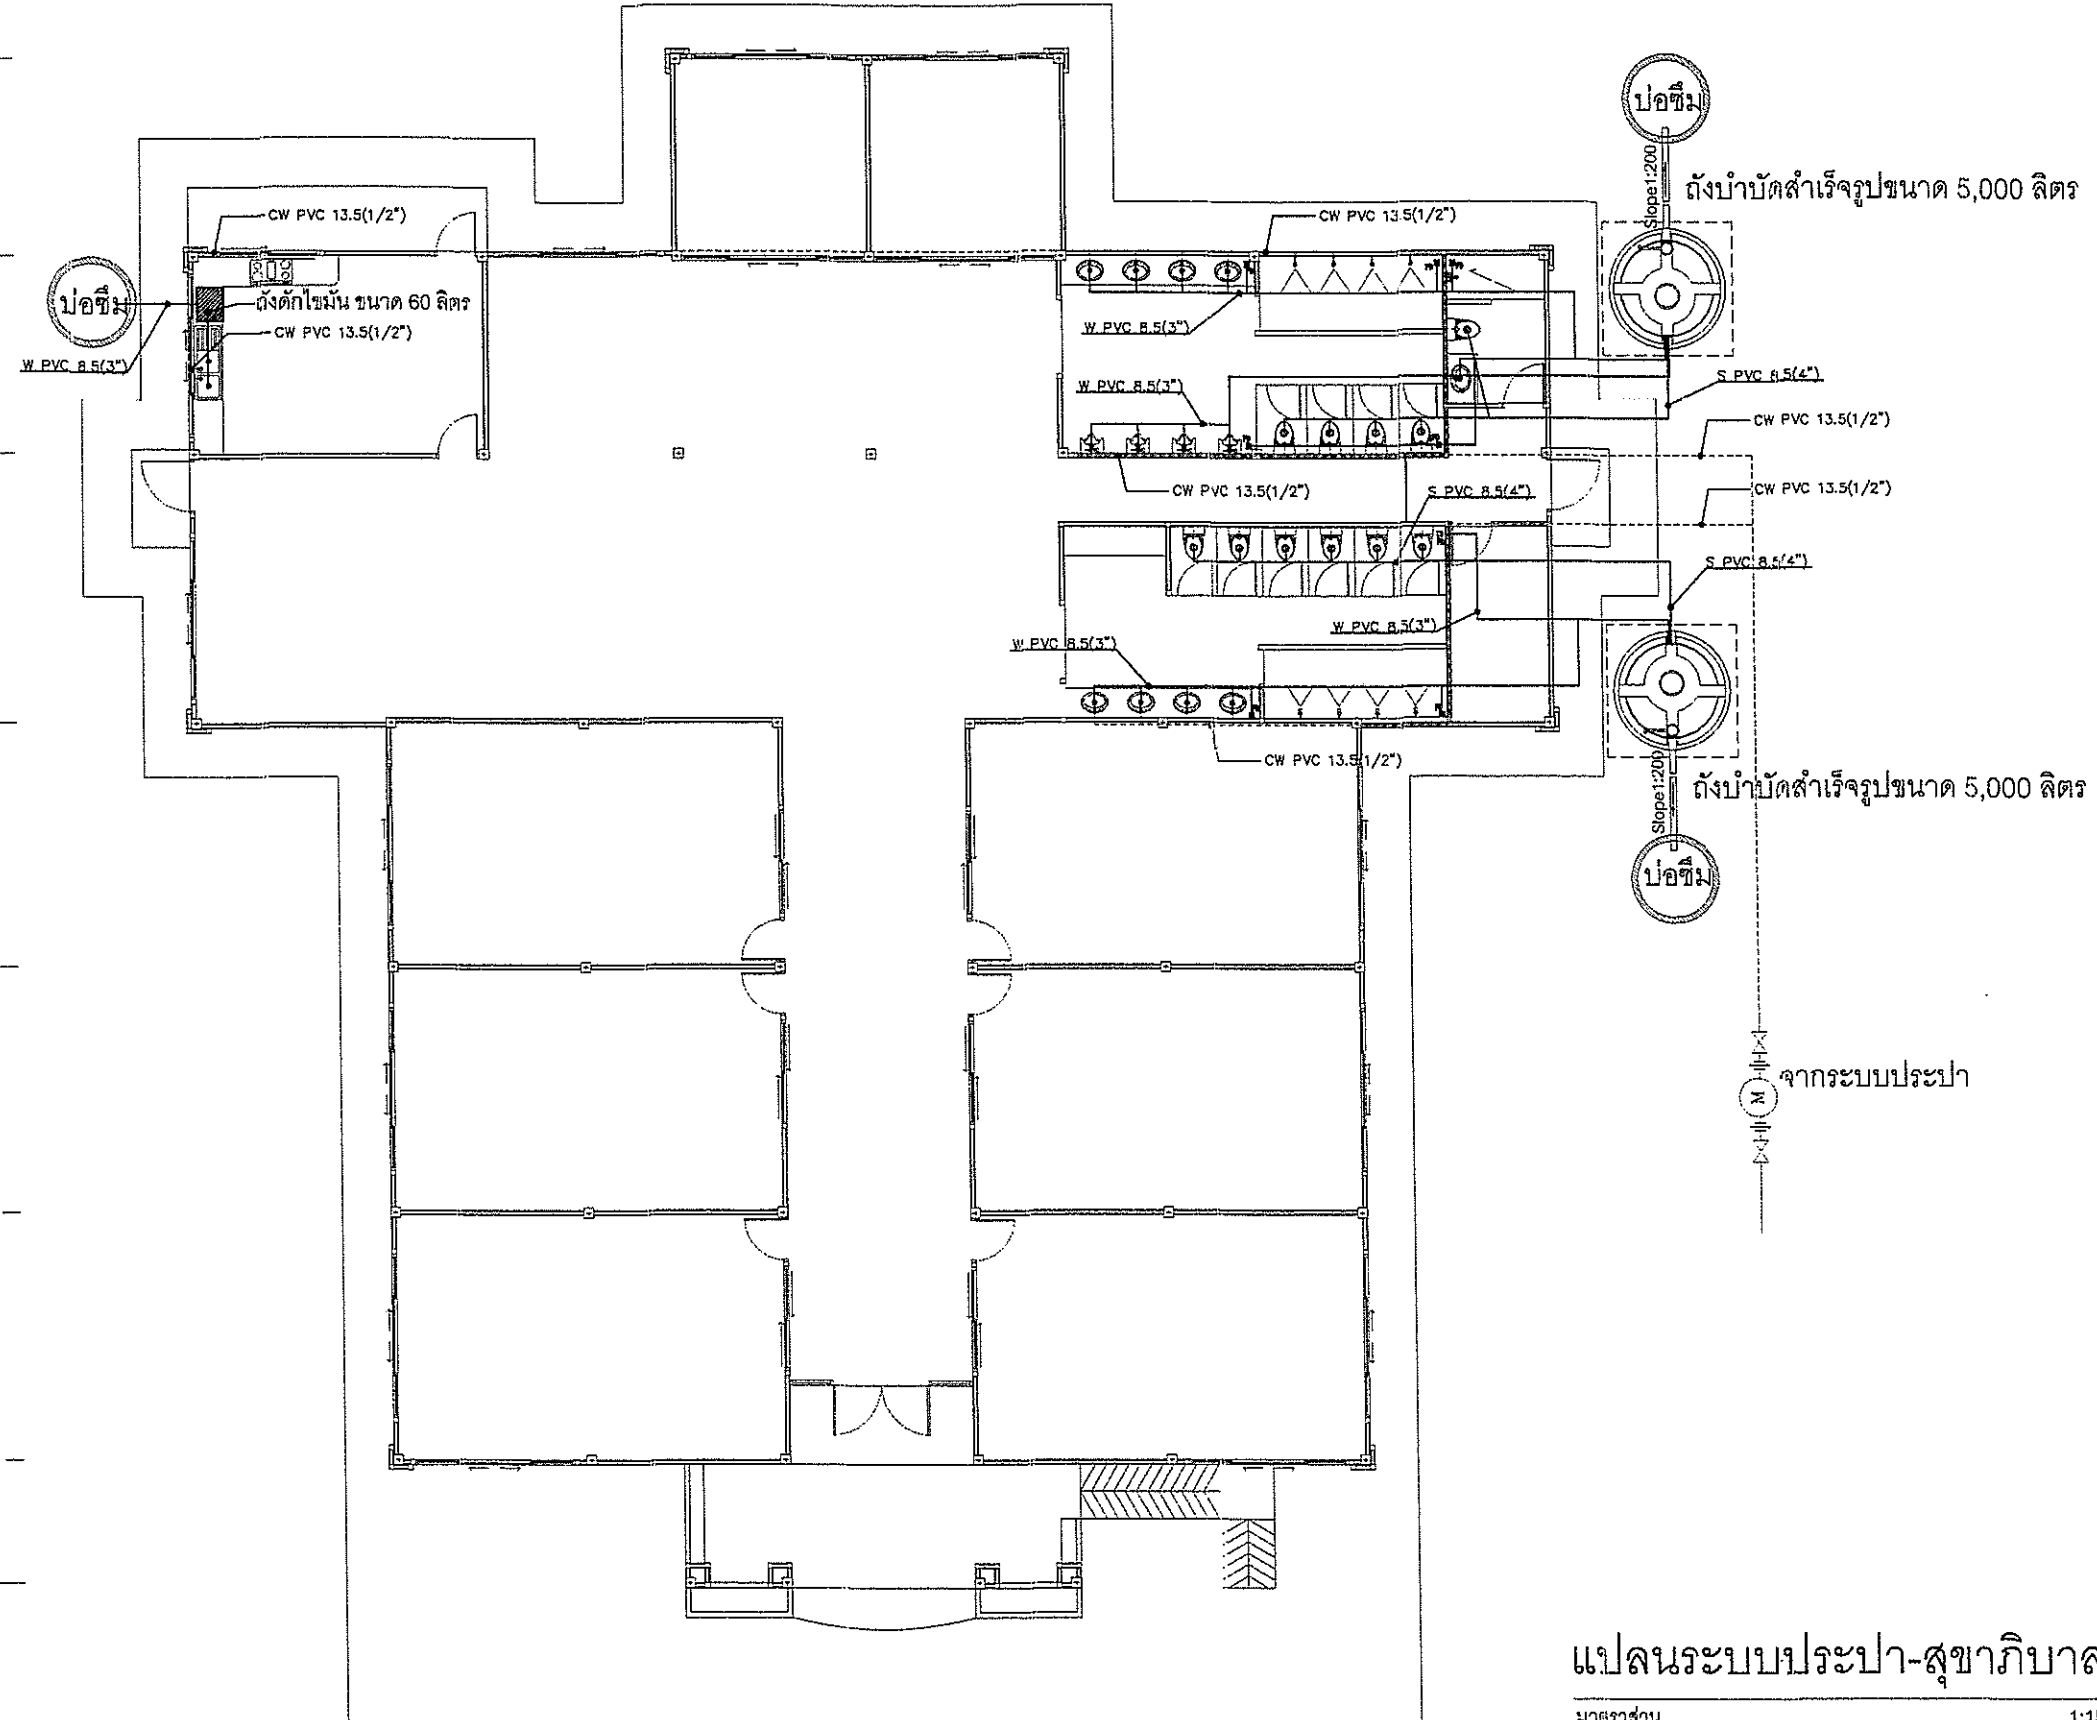 บ่อซึม
Slope1:200
ถังบำบัดสำเร็จรูปขนาด 5,000 ลิตร
CW PVC 13.5(1/2")
CW PVC 13.5(1/2")
บ่อซึม
ถังดักไขมัน ขนาด 60 ลิตร
CW PVC 13.5(1/2")
W PVC 8.5(3")
W PVC 8.5(3")
W PVC 8.5(3")
S PVC 8.5(4")
CW PVC 13.5(1/2")
CW PVC 13.5(1/2")
S PVC 8.5(4")
CW PVC 13.5(1/2")
S PVC 8.5(4")
W PVC 8.5(3")
W PVC 8.5(3")
CW PVC 13.5(1/2")
Slope1:200
ถังบำบัดสำเร็จรูปขนาด 5,000 ลิตร
บ่อซึม
M
จากระบบประปา
แปลนระบบประปา-สุขาภิบาล
มาตราส่วน